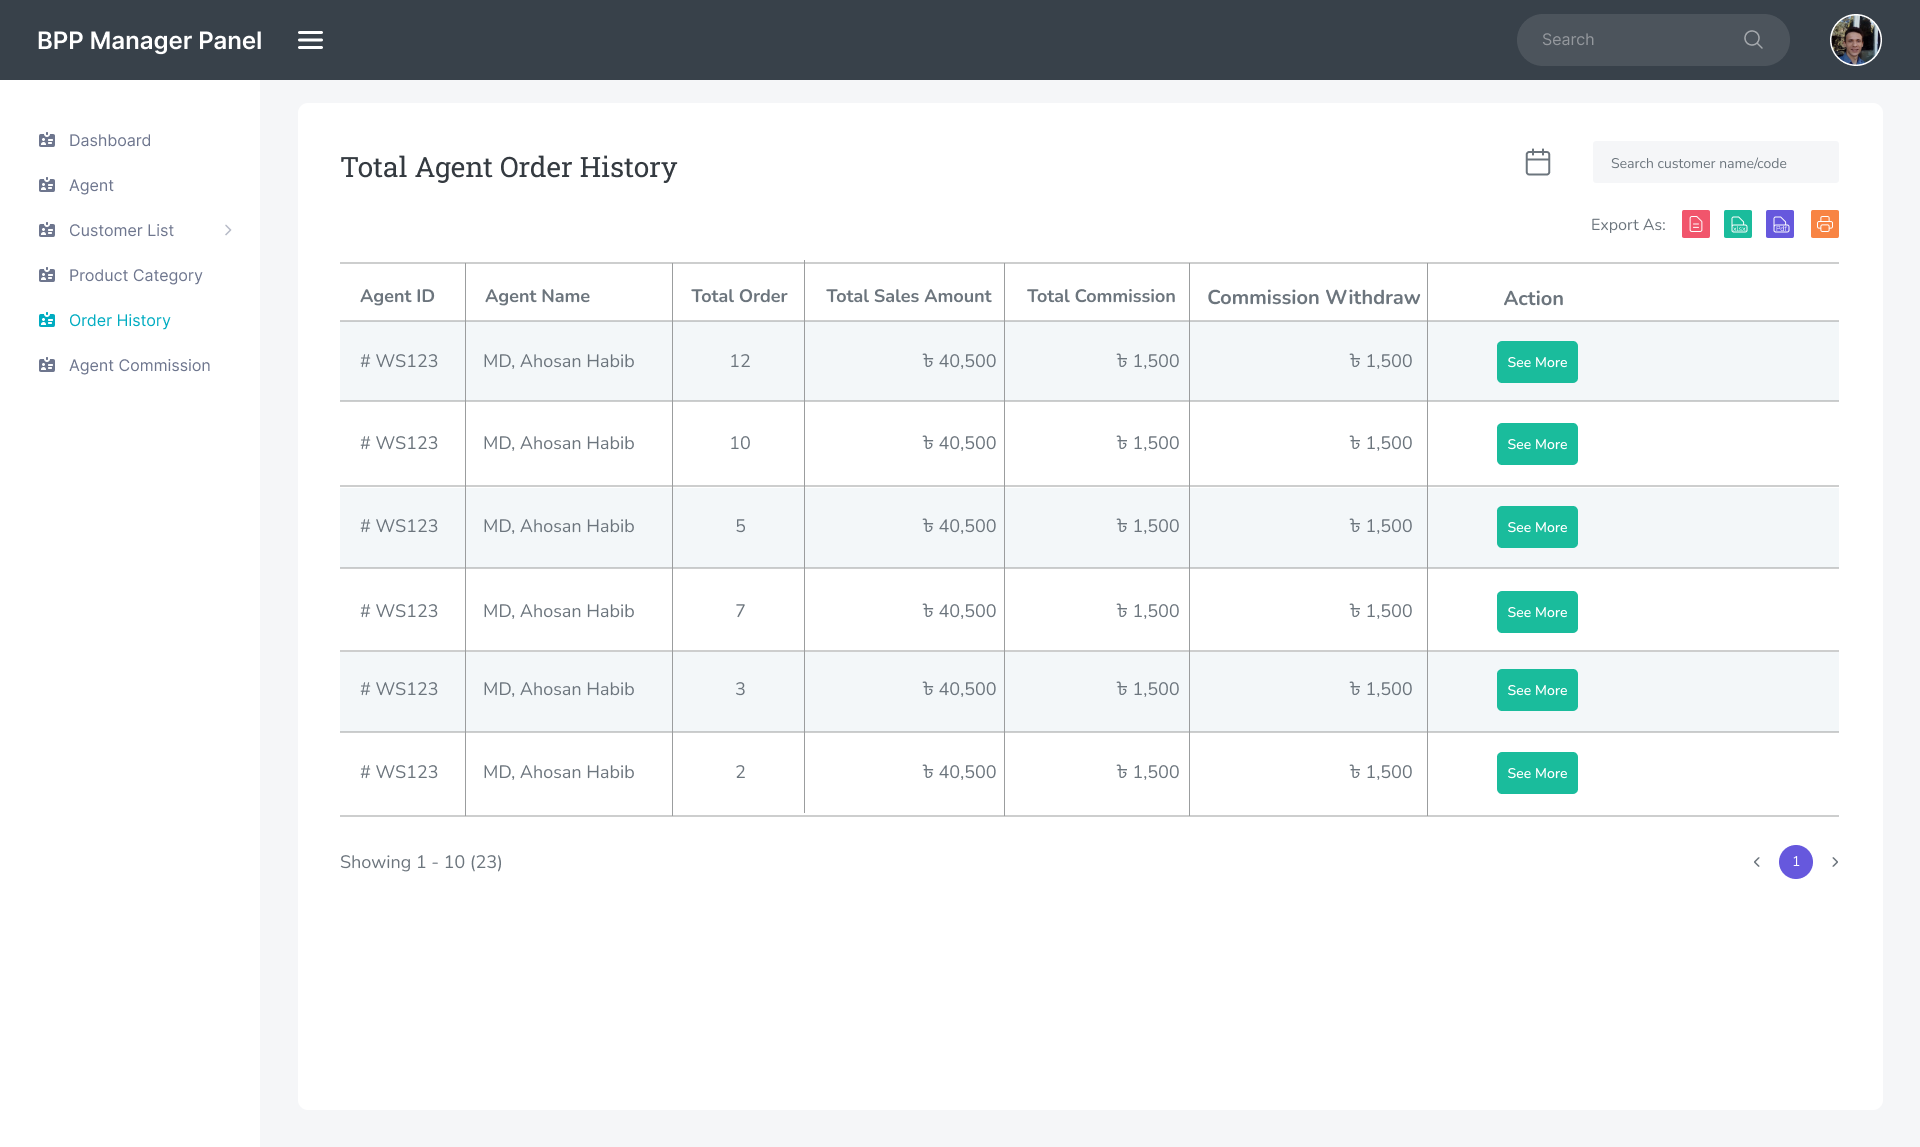 BPP Manager Panel
Search
Dashboard
Agent
Customer List
Product Category
Order History
Agent Commission
Total Agent Order History
Search customer name/code
Export As:
Agent ID Agent Name Total Order Total Sales Amount Total Commission Commission Withdraw Action
# WS123 MD, Ahosan Habib 12 ৳ 40,500 ৳ 1,500 ৳ 1,500 See More
# WS123 MD, Ahosan Habib 10 ৳ 40,500 ৳ 1,500 ৳ 1,500 See More
# WS123 MD, Ahosan Habib 5 ৳ 40,500 ৳ 1,500 ৳ 1,500 See More
# WS123 MD, Ahosan Habib 7 ৳ 40,500 ৳ 1,500 ৳ 1,500 See More
# WS123 MD, Ahosan Habib 3 ৳ 40,500 ৳ 1,500 ৳ 1,500 See More
# WS123 MD, Ahosan Habib 2 ৳ 40,500 ৳ 1,500 ৳ 1,500 See More
Showing 1 - 10 (23)
1